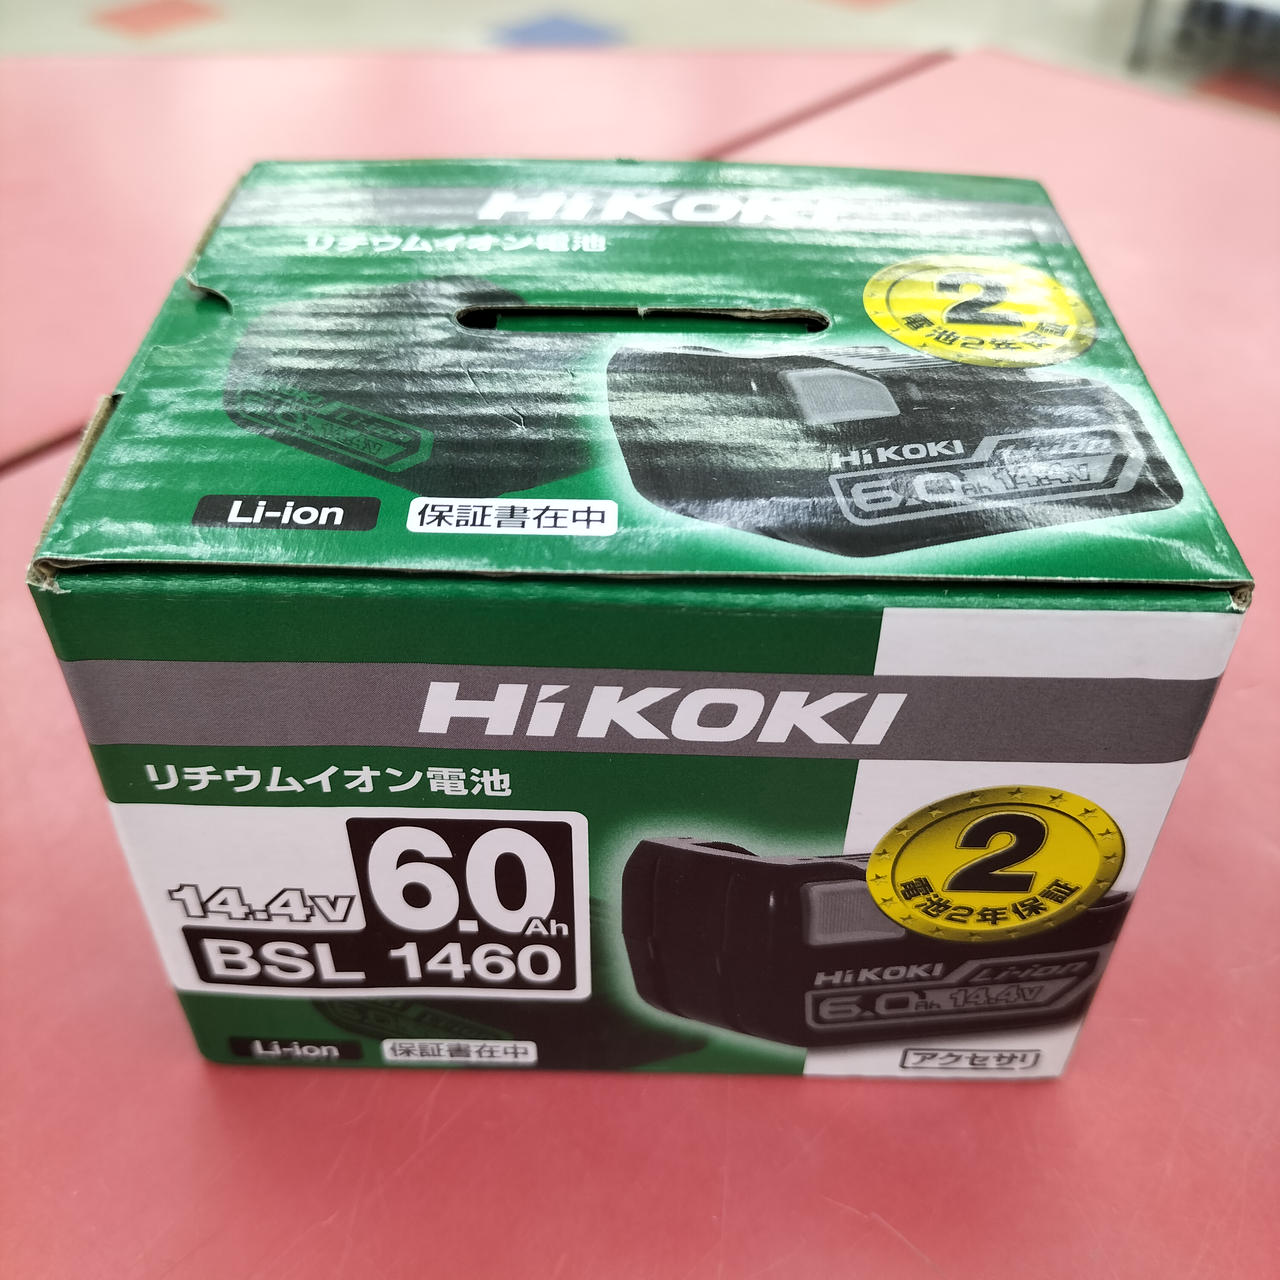 HiKOKI
リチウムイオン電池
2
電池2年保証
HiKOKI Li-ion
6.0Ah 14.4V
Li-ion
保証書在中
HiKOKI
リチウムイオン電池
14.4V 6.0Ah
BSL 1460
2
電池2年保証
HiKOKI Li-ion
6.0Ah 14.4V
Li-ion
保証書在中
アクセサリ